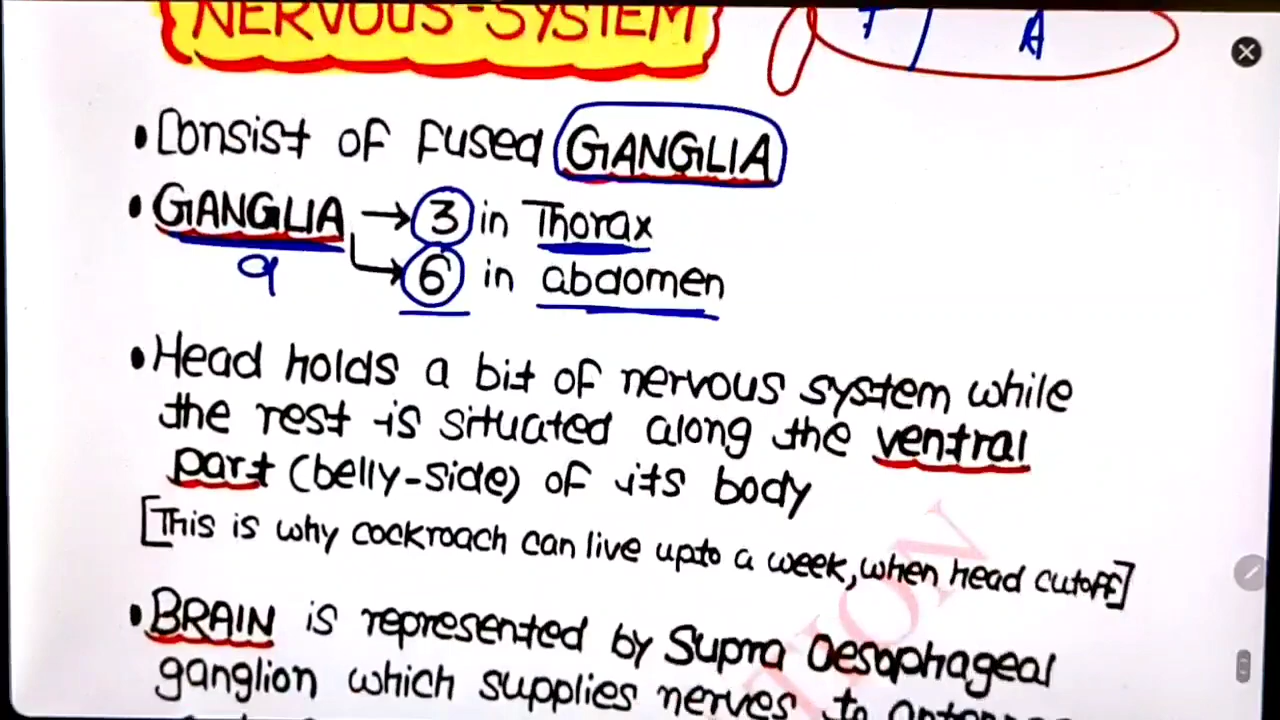 NERVOUS-SYSTEM
T A
• Consist of fused GANGLIA
• GANGLIA → 3 in Thorax
9 → 6 in abdomen
• Head holds a bit of nervous system while
the rest is situated along the ventral
part (belly-side) of its body
[This is why cockroach can live upto a week, when head cutoff]
• BRAIN is represented by Supra Oesophageal
ganglion which supplies nerves to